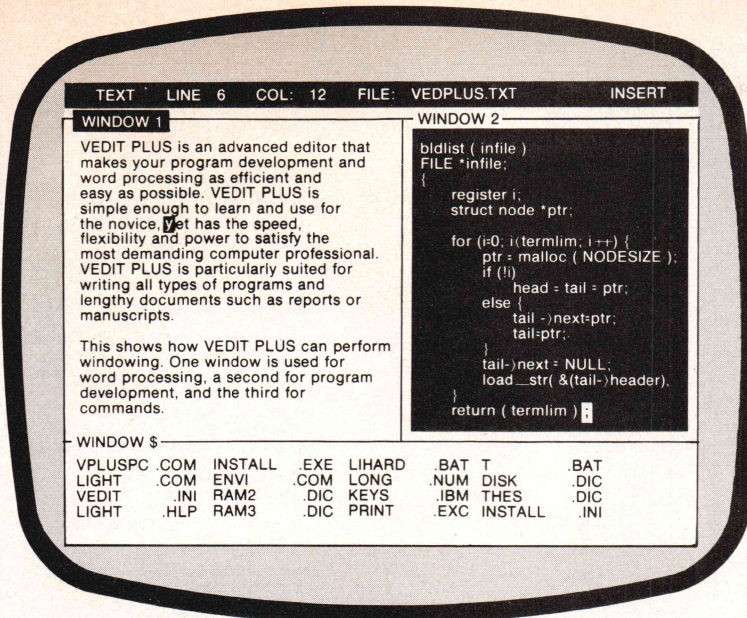 TEXT LINE 6 COL: 12 FILE: VEDPLUS.TXT INSERT
WINDOW 1
VEDIT PLUS is an advanced editor that
makes your program development and
word processing as efficient and
easy as possible. VEDIT PLUS is
simple enough to learn and use for
the novice, yet has the speed,
flexibility and power to satisfy the
most demanding computer professional.
VEDIT PLUS is particularly suited for
writing all types of programs and
lengthy documents such as reports or
manuscripts.
This shows how VEDIT PLUS can perform
windowing. One window is used for
word processing, a second for program
development, and the third for
commands.
WINDOW 2
bldlist ( infile )
FILE *infile;
{
register i;
struct node *ptr;
for (i=0; i⟨termlim; i++) {
ptr = malloc ( NODESIZE );
if (!i)
head = tail = ptr;
else {
tail -⟩next=ptr;
tail=ptr;
}
tail-⟩next = NULL;
load__str( &(tail-⟩header),
}
return ( termlim ) ;
WINDOW $
VPLUSPC .COM INSTALL .EXE LIHARD .BAT T .BAT
LIGHT .COM ENVI .COM LONG .NUM DISK .DIC
VEDIT .INI RAM2 .DIC KEYS .IBM THES .DIC
LIGHT .HLP RAM3 .DIC PRINT .EXC INSTALL .INI